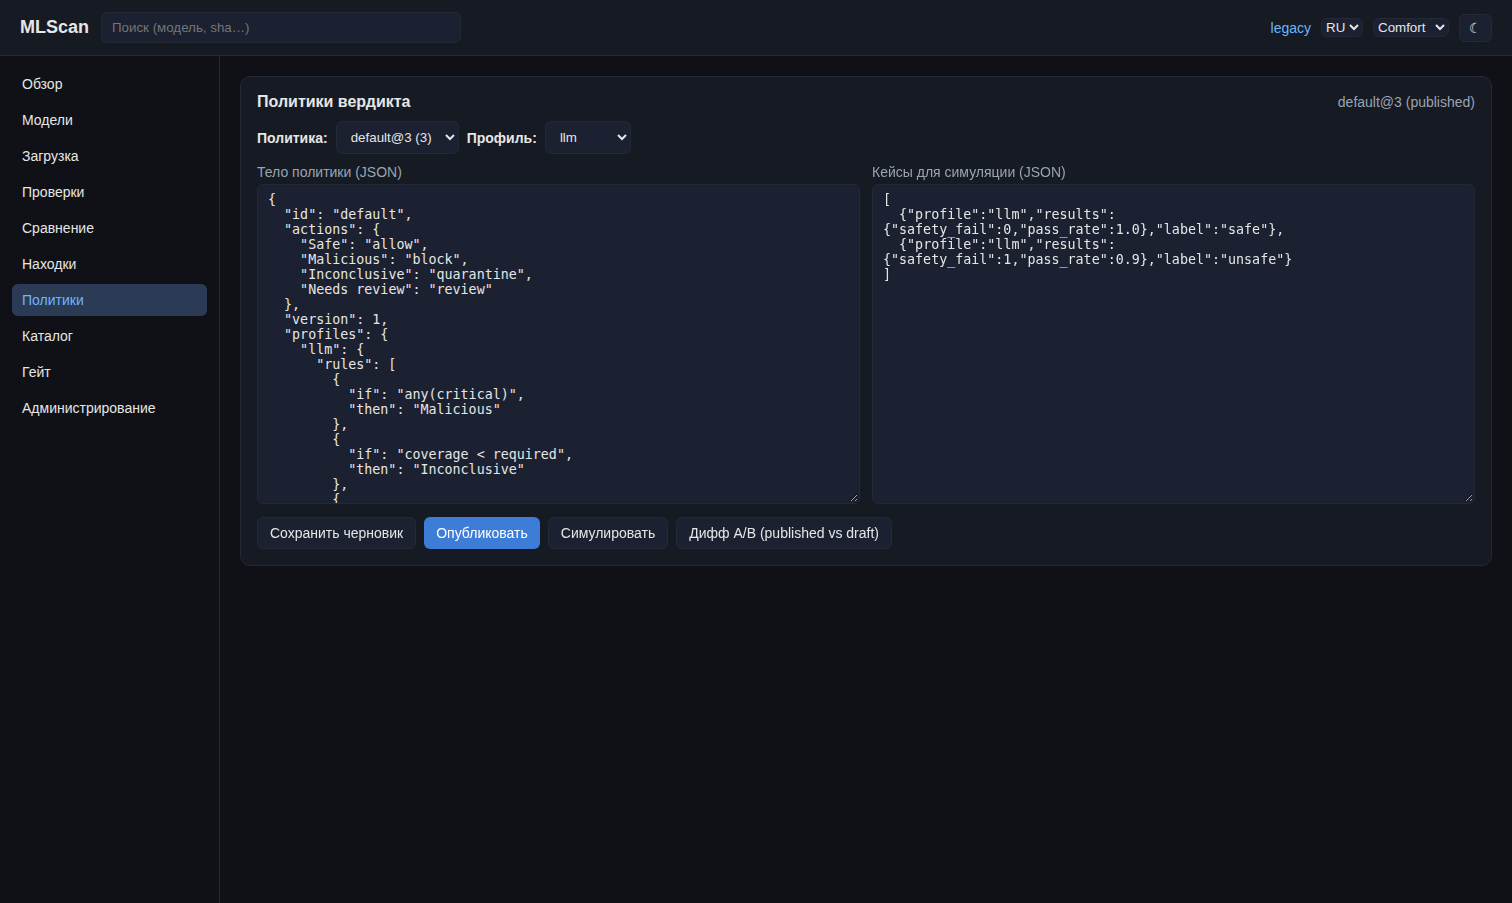 MLScan
Поиск (модель, sha…)
legacy
RU
Comfort
Обзор
Модели
Загрузка
Проверки
Сравнение
Находки
Политики
Каталог
Гейт
Администрирование
Политики вердикта
default@3 (published)
Политика:
default@3 (3)
Профиль:
llm
Тело политики (JSON)
{
  "id": "default",
  "actions": {
    "Safe": "allow",
    "Malicious": "block",
    "Inconclusive": "quarantine",
    "Needs review": "review"
  },
  "version": 1,
  "profiles": {
    "llm": {
      "rules": [
        {
          "if": "any(critical)",
          "then": "Malicious"
        },
        {
          "if": "coverage < required",
          "then": "Inconclusive"
        },
        {
Кейсы для симуляции (JSON)
[
  {"profile":"llm","results":
{"safety_fail":0,"pass_rate":1.0},"label":"safe"},
  {"profile":"llm","results":
{"safety_fail":1,"pass_rate":0.9},"label":"unsafe"}
]
Сохранить черновик
Опубликовать
Симулировать
Дифф A/B (published vs draft)